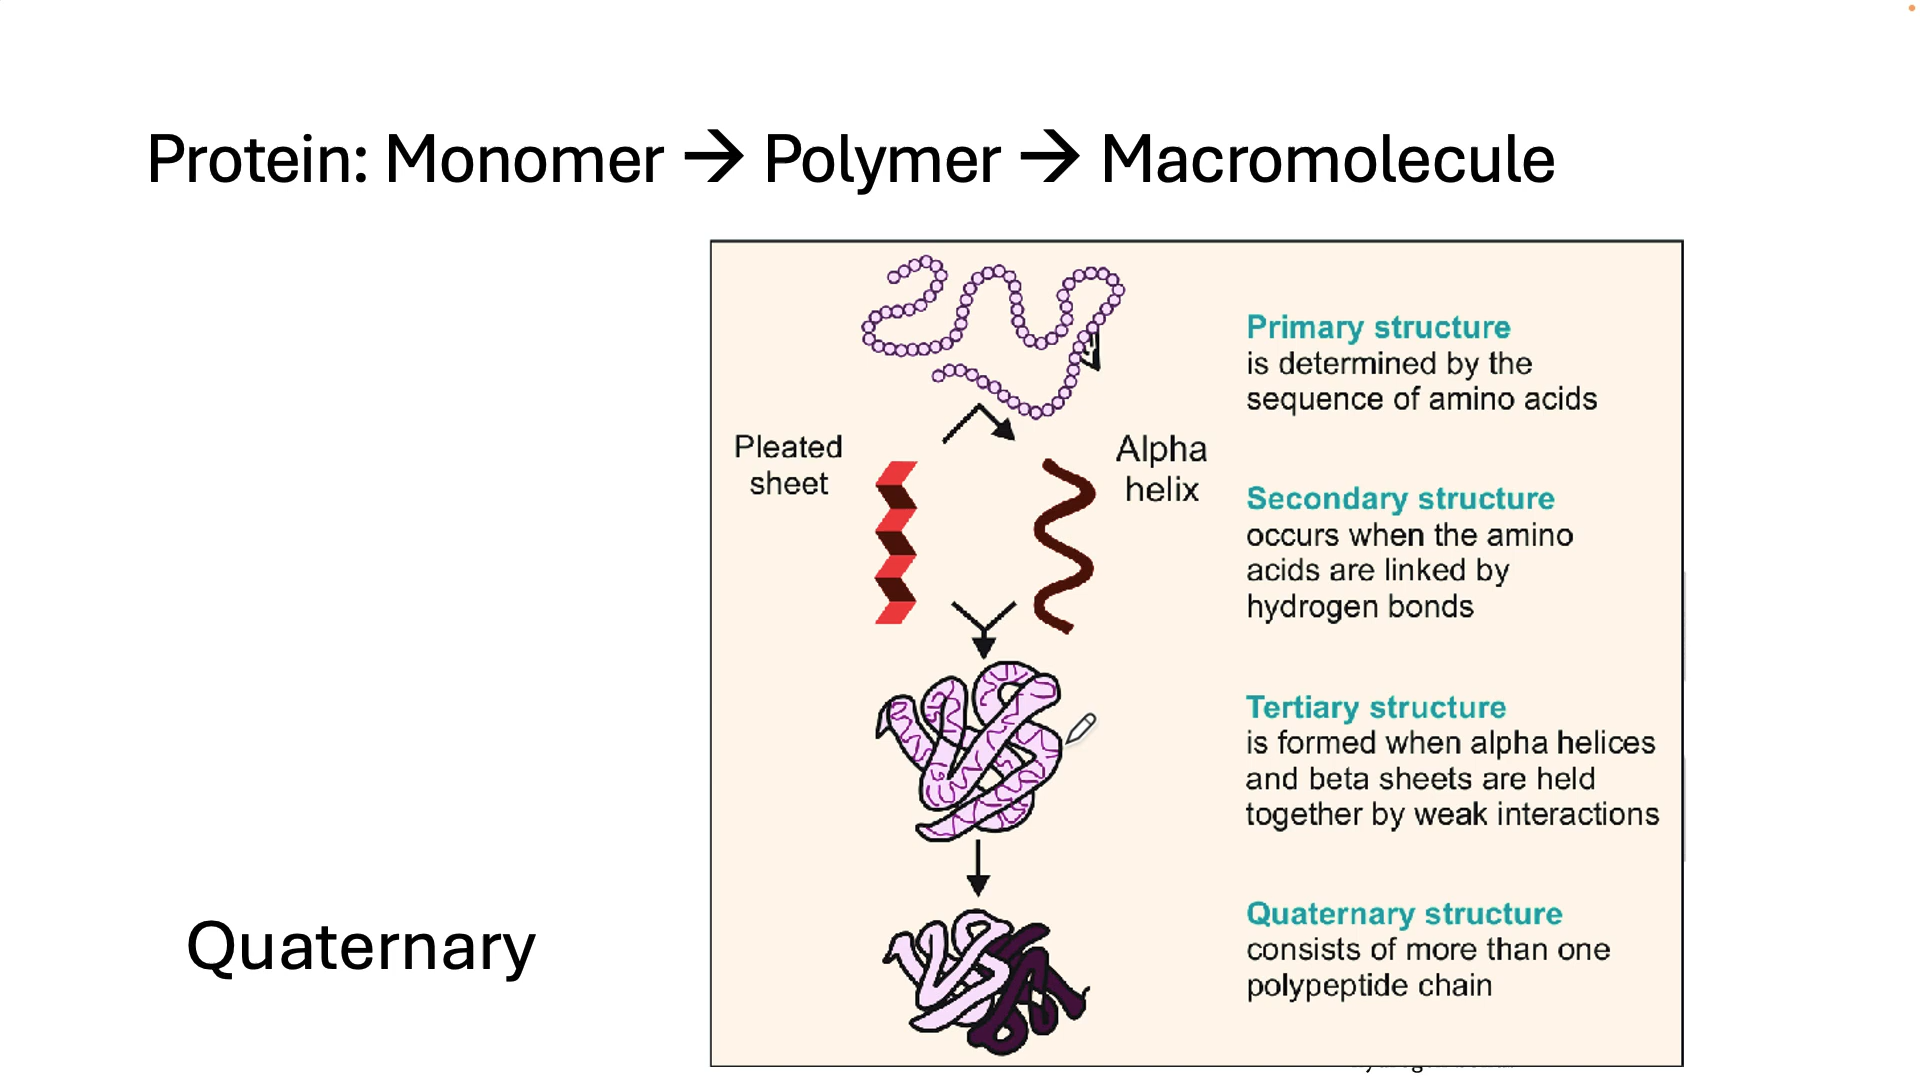 Protein: Monomer → Polymer → Macromolecule
Primary structure
is determined by the
sequence of amino acids
Pleated
sheet
Alpha
helix
Secondary structure
occurs when the amino
acids are linked by
hydrogen bonds
Tertiary structure
is formed when alpha helices
and beta sheets are held
together by weak interactions
Quaternary
Quaternary structure
consists of more than one
polypeptide chain